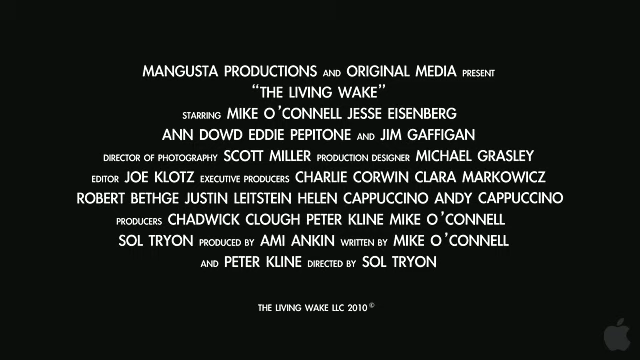 MANGUSTA PRODUCTIONS AND ORIGINAL MEDIA PRESENT
“THE LIVING WAKE”
STARRING MIKE O’CONNELL JESSE EISENBERG
ANN DOWD EDDIE PEPITONE AND JIM GAFFIGAN
DIRECTOR OF PHOTOGRAPHY SCOTT MILLER PRODUCTION DESIGNER MICHAEL GRASLEY
EDITOR JOE KLOTZ EXECUTIVE PRODUCERS CHARLIE CORWIN CLARA MARKOWICZ
ROBERT BETHGE JUSTIN LEITSTEIN HELEN CAPPUCCINO ANDY CAPPUCCINO
PRODUCERS CHADWICK CLOUGH PETER KLINE MIKE O’CONNELL
SOL TRYON PRODUCED BY AMI ANKIN WRITTEN BY MIKE O’CONNELL
AND PETER KLINE DIRECTED BY SOL TRYON
THE LIVING WAKE LLC 2010 ©